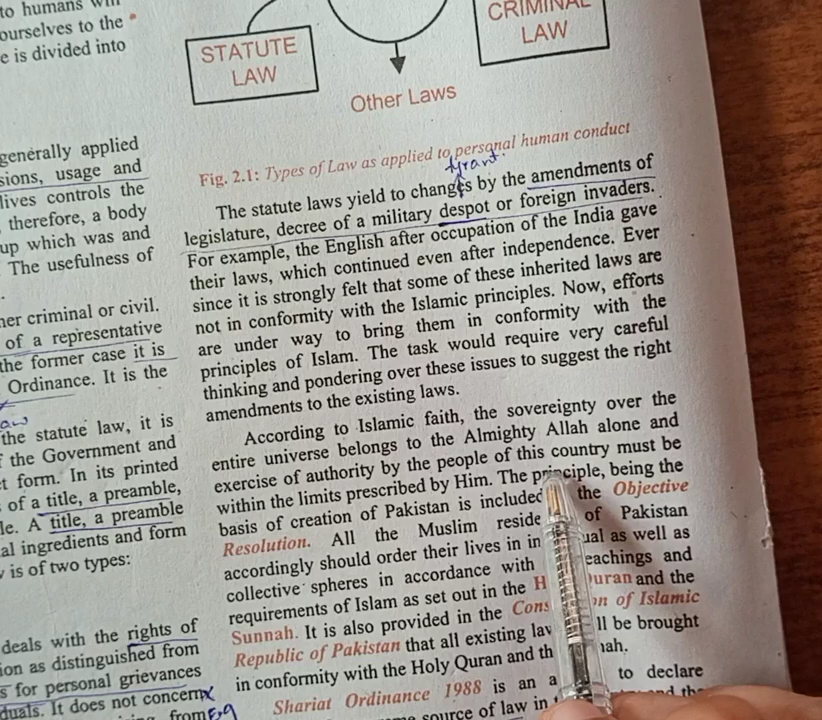 to humans will
ourselves to the
e is divided into
generally applied
sions, usage and
lives controls the
, therefore, a body
up which was and
The usefulness of
.
her criminal or civil.
of a representative
the former case it is
Ordinance. It is the
aw
the statute law, it is
f the Government and
t form. In its printed
of a title, a preamble,
le. A title, a preamble
al ingredients and form
is of two types:
deals with the rights of
ion as distinguished from
s for personal grievances
duals. It does not concern
from
STATUTE
LAW
CRIMINAL
LAW
Other Laws
Fig. 2.1: Types of Law as applied to personal human conduct
tyrant.
The statute laws yield to changes by the amendments of
legislature, decree of a military despot or foreign invaders.
For example, the English after occupation of the India gave
their laws, which continued even after independence. Ever
since it is strongly felt that some of these inherited laws are
not in conformity with the Islamic principles. Now, efforts
are under way to bring them in conformity with the
principles of Islam. The task would require very careful
thinking and pondering over these issues to suggest the right
amendments to the existing laws.
According to Islamic faith, the sovereignty over the
entire universe belongs to the Almighty Allah alone and
exercise of authority by the people of this country must be
within the limits prescribed by Him. The principle, being the
basis of creation of Pakistan is included the Objective
Resolution. All the Muslim reside of Pakistan
accordingly should order their lives in in ual as well as
collective spheres in accordance with eachings and
requirements of Islam as set out in the H uran and the
Sunnah. It is also provided in the Cons on of Islamic
Republic of Pakistan that all existing law ll be brought
in conformity with the Holy Quran and th nah.
Shariat Ordinance 1988 is an a to declare
source of law in